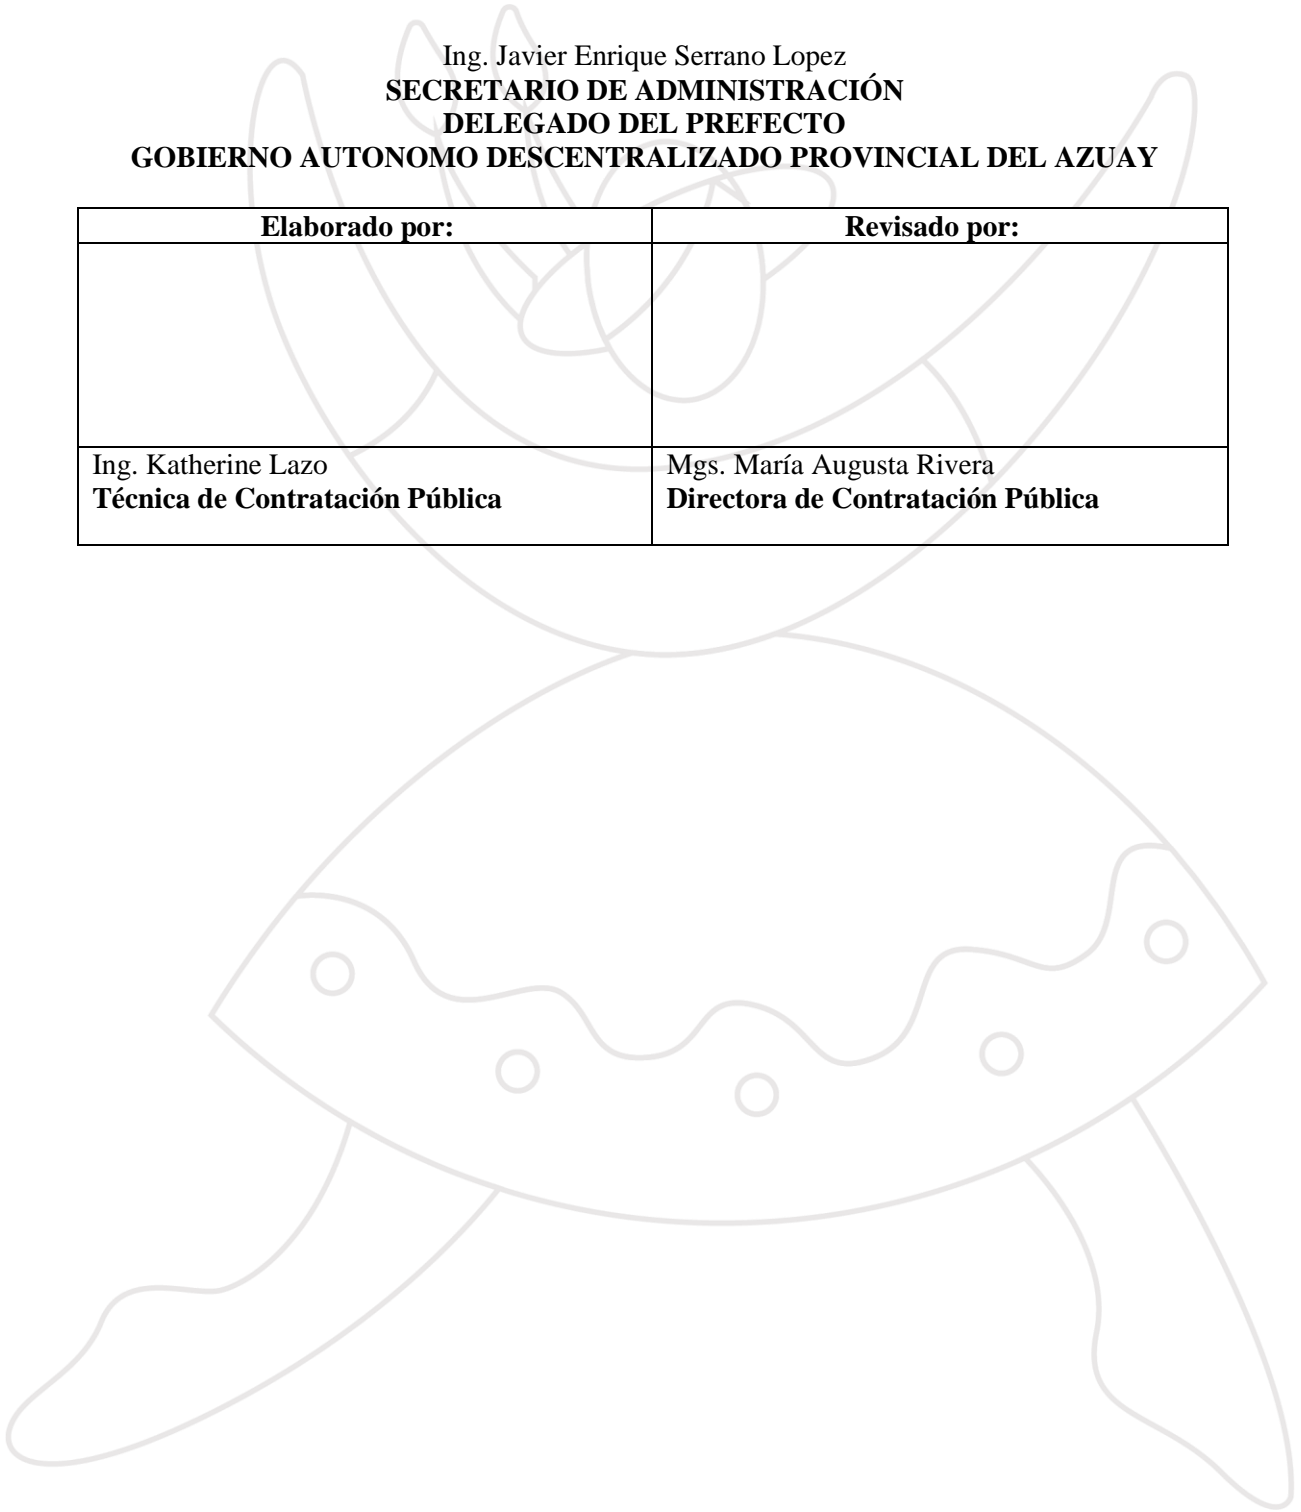 Ing. Javier Enrique Serrano Lopez
SECRETARIO DE ADMINISTRACIÓN
DELEGADO DEL PREFECTO
GOBIERNO AUTONOMO DESCENTRALIZADO PROVINCIAL DEL AZUAY
Elaborado por:
Revisado por:
Ing. Katherine Lazo
Técnica de Contratación Pública
Mgs. María Augusta Rivera
Directora de Contratación Pública